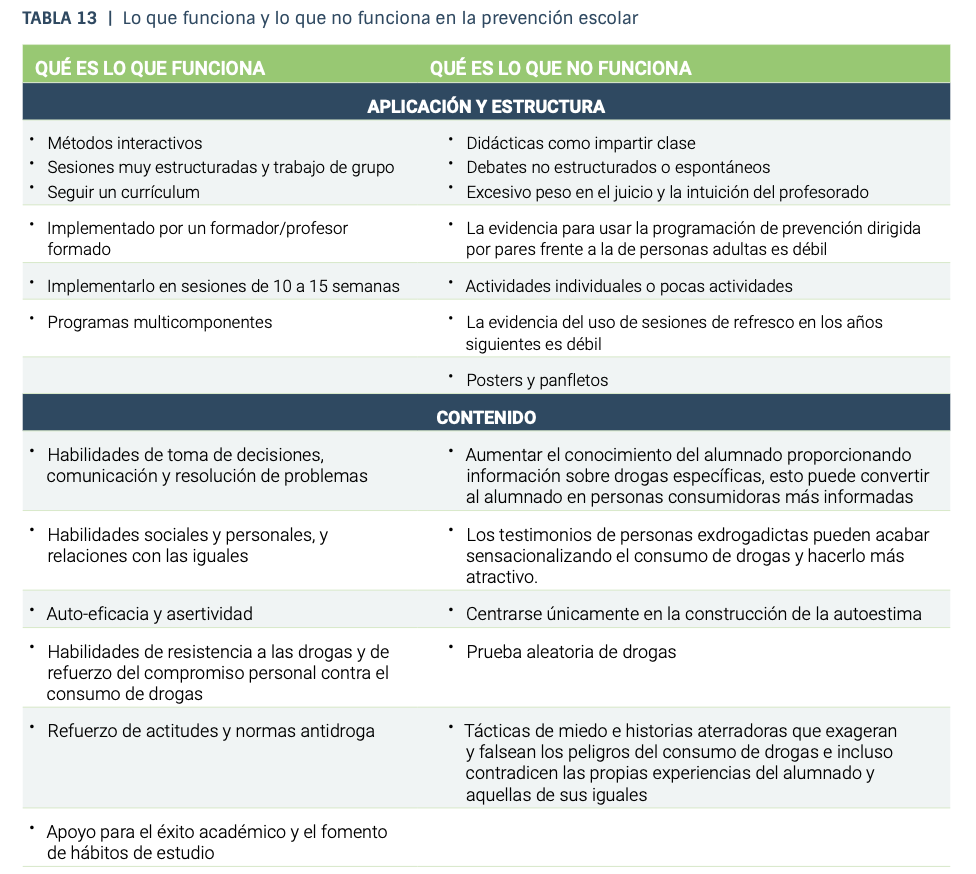 TABLA 13 | Lo que funciona y lo que no funciona en la prevención escolar
QUÉ ES LO QUE FUNCIONA
QUÉ ES LO QUE NO FUNCIONA
APLICACIÓN Y ESTRUCTURA
• Métodos interactivos
• Sesiones muy estructuradas y trabajo de grupo
• Seguir un currículum
• Didácticas como impartir clase
• Debates no estructurados o espontáneos
• Excesivo peso en el juicio y la intuición del profesorado
• Implementado por un formador/profesor
formado
• La evidencia para usar la programación de prevención dirigida
por pares frente a la de personas adultas es débil
• Implementarlo en sesiones de 10 a 15 semanas
• Actividades individuales o pocas actividades
• Programas multicomponentes
• La evidencia del uso de sesiones de refresco en los años
siguientes es débil
• Posters y panfletos
CONTENIDO
• Habilidades de toma de decisiones,
comunicación y resolución de problemas
• Aumentar el conocimiento del alumnado proporcionando
información sobre drogas específicas, esto puede convertir
al alumnado en personas consumidoras más informadas
• Habilidades sociales y personales, y
relaciones con las iguales
• Los testimonios de personas exdrogadictas pueden acabar
sensacionalizando el consumo de drogas y hacerlo más
atractivo.
• Auto-eficacia y asertividad
• Centrarse únicamente en la construcción de la autoestima
• Habilidades de resistencia a las drogas y de
refuerzo del compromiso personal contra el
consumo de drogas
• Prueba aleatoria de drogas
• Refuerzo de actitudes y normas antidroga
• Tácticas de miedo e historias aterradoras que exageran
y falsean los peligros del consumo de drogas e incluso
contradicen las propias experiencias del alumnado y
aquellas de sus iguales
• Apoyo para el éxito académico y el fomento
de hábitos de estudio